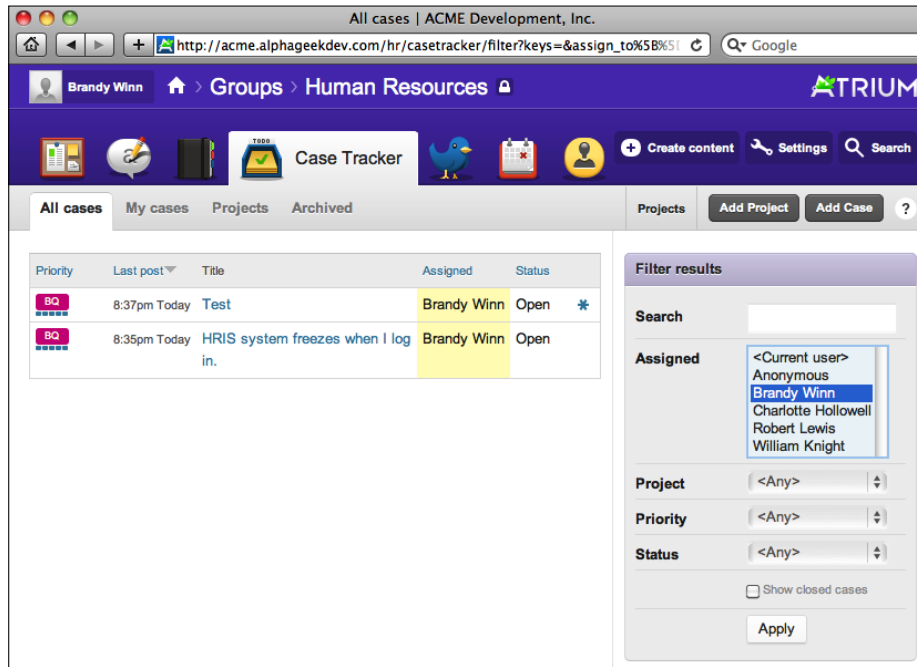 All cases | ACME Development, Inc.
http://acme.alphageekdev.com/hr/casetracker/filter?keys=&assign_to%5B%5
Google
Brandy Winn
Groups > Human Resources
ATRIUM
TODO
Case Tracker
Create content
Settings
Search
All cases
My cases
Projects
Archived
Projects
Add Project
Add Case
?
Priority Last post Title Assigned Status
BQ 8:37pm Today Test Brandy Winn Open
BQ 8:35pm Today HRIS system freezes when I log Brandy Winn Open
in.
Filter results
Search
Assigned
<Current user>
Anonymous
Brandy Winn
Charlotte Hollowell
Robert Lewis
William Knight
Project <Any>
Priority <Any>
Status <Any>
Show closed cases
Apply